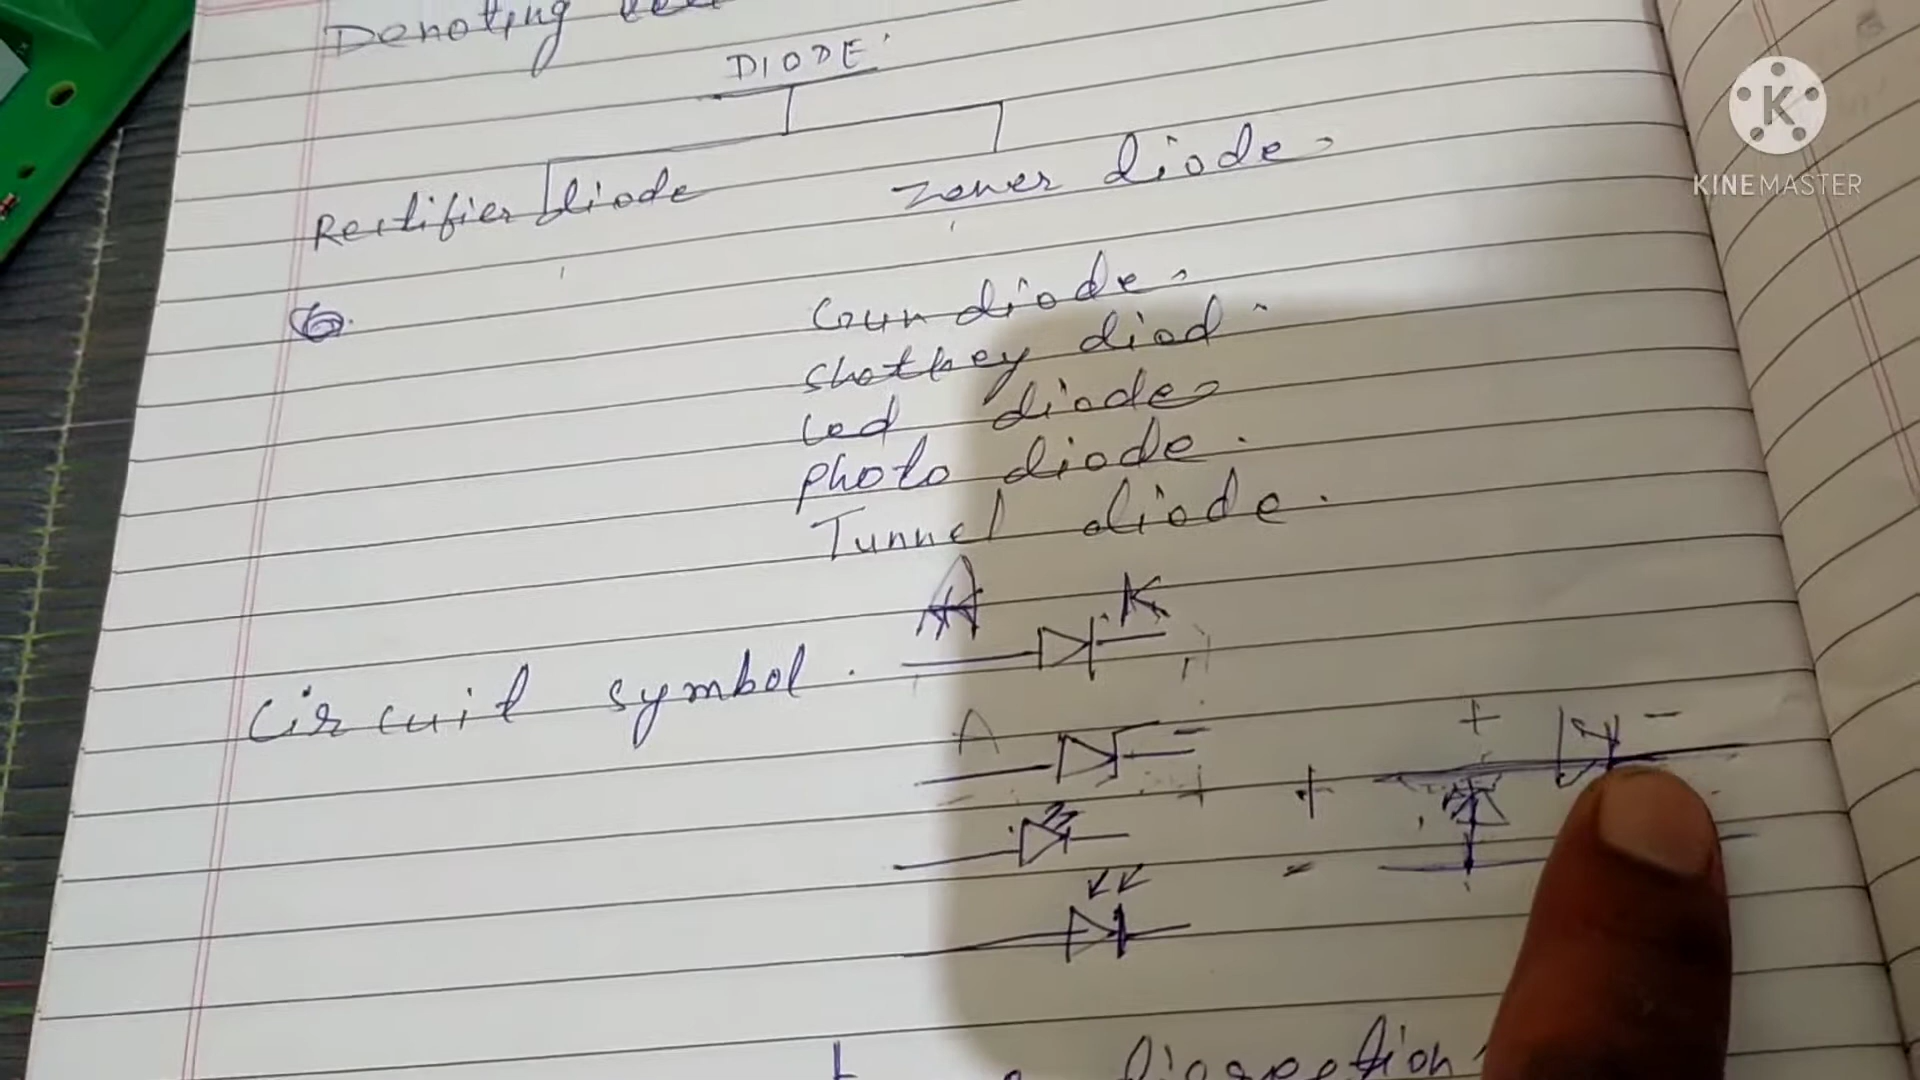 Denoting
DIODE
Rectifier diode
Zener diode
Gun diode
shotkey diod
Led diode
photo diode
Tunnel diode
A K
circuit symbol.
A - +
+ -
+ -
K
KINEMASTER